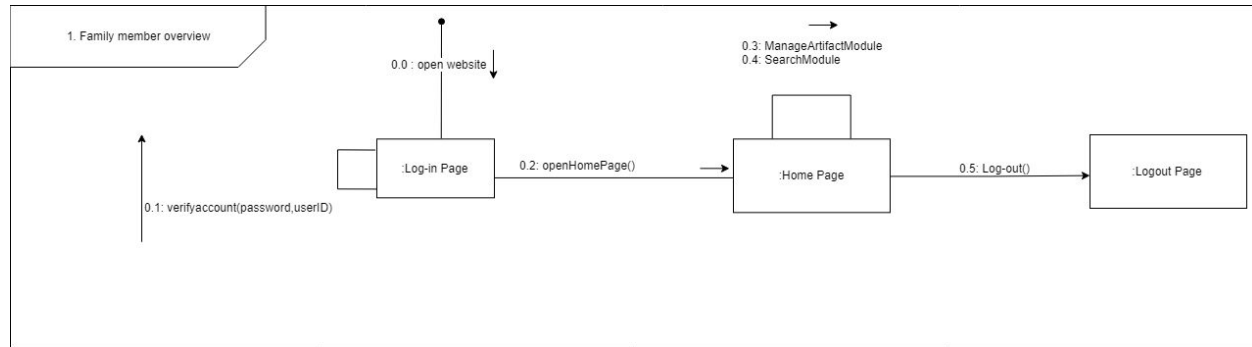 1. Family member overview
0.0 : open website
0.3: ManageArtifactModule
0.4: SearchModule
:Log-in Page
0.2: openHomePage()
:Home Page
0.5: Log-out()
:Logout Page
0.1: verifyaccount(password,userID)